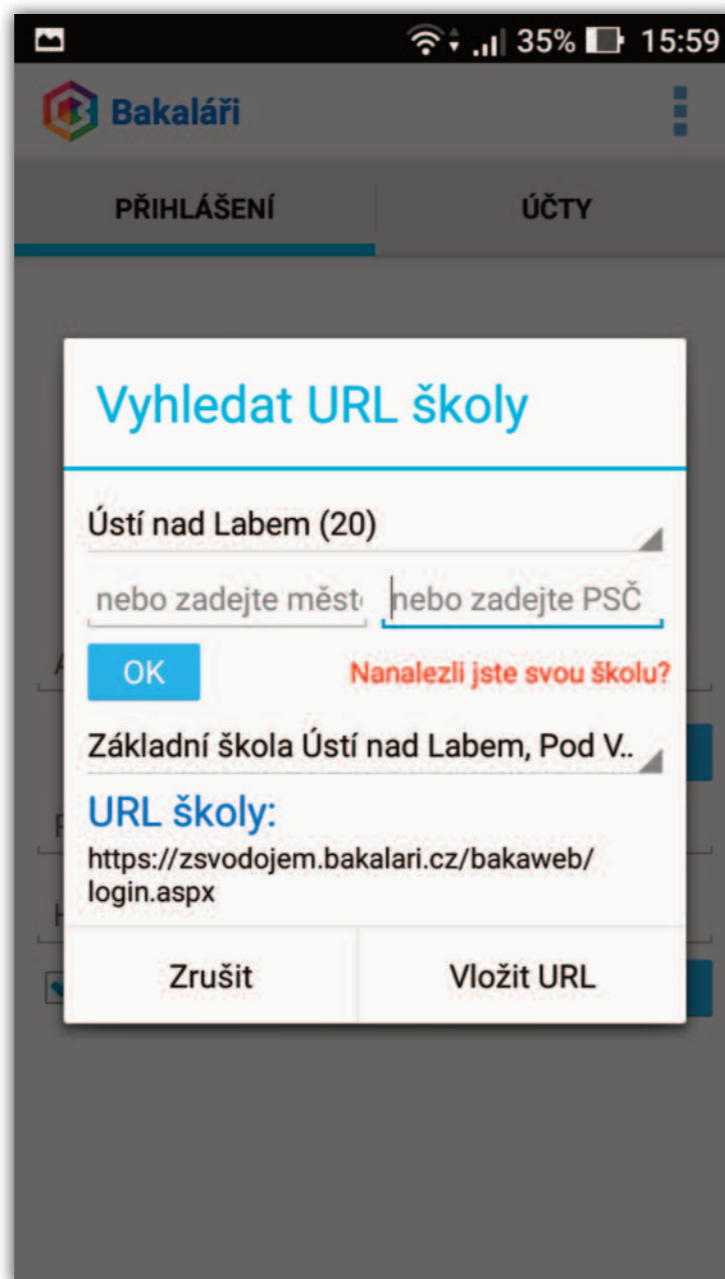 35% 15:59
Bakaláři
PŘIHLÁŠENÍ ÚČTY
Vyhledat URL školy
Ústí nad Labem (20)
nebo zadejte měst nebo zadejte PSČ
OK Nanalezli jste svou školu?
Základní škola Ústí nad Labem, Pod V..
URL školy:
https://zsvodojem.bakalari.cz/bakaweb/
login.aspx
Zrušit Vložit URL